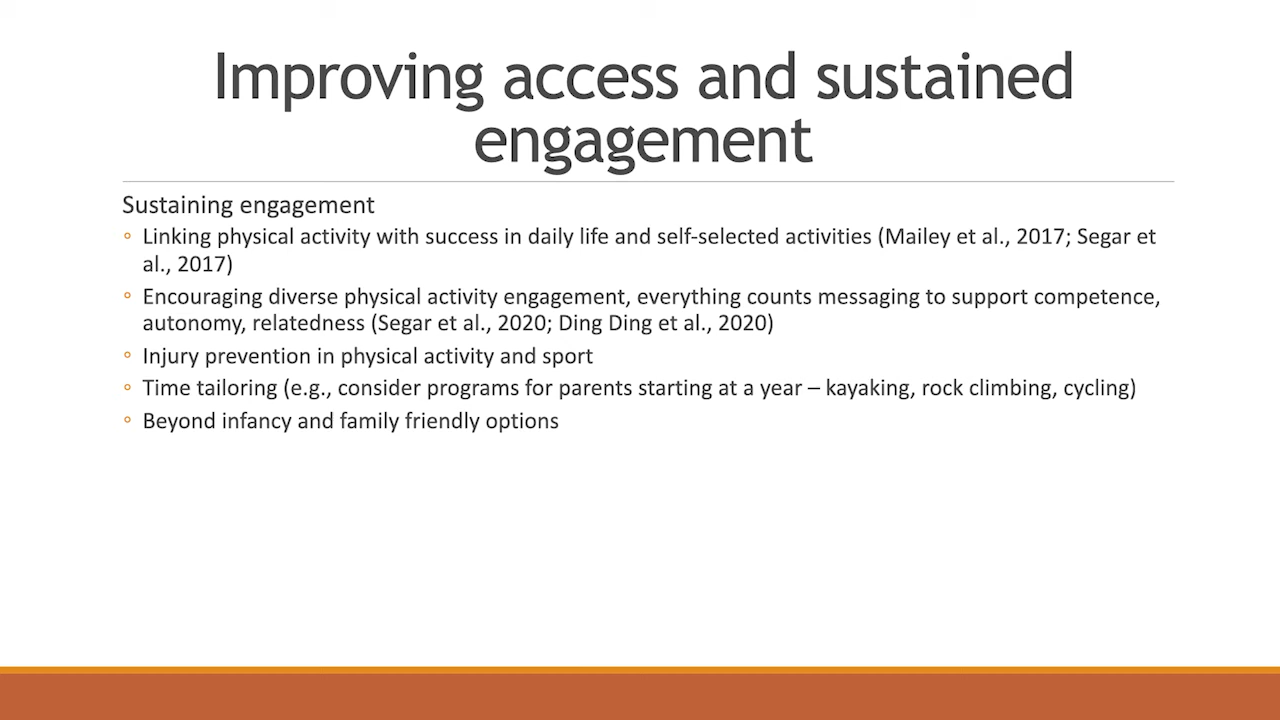 Improving access and sustained
engagement
Sustaining engagement
◦ Linking physical activity with success in daily life and self-selected activities (Mailey et al., 2017; Segar et
al., 2017)
◦ Encouraging diverse physical activity engagement, everything counts messaging to support competence,
autonomy, relatedness (Segar et al., 2020; Ding Ding et al., 2020)
◦ Injury prevention in physical activity and sport
◦ Time tailoring (e.g., consider programs for parents starting at a year – kayaking, rock climbing, cycling)
◦ Beyond infancy and family friendly options